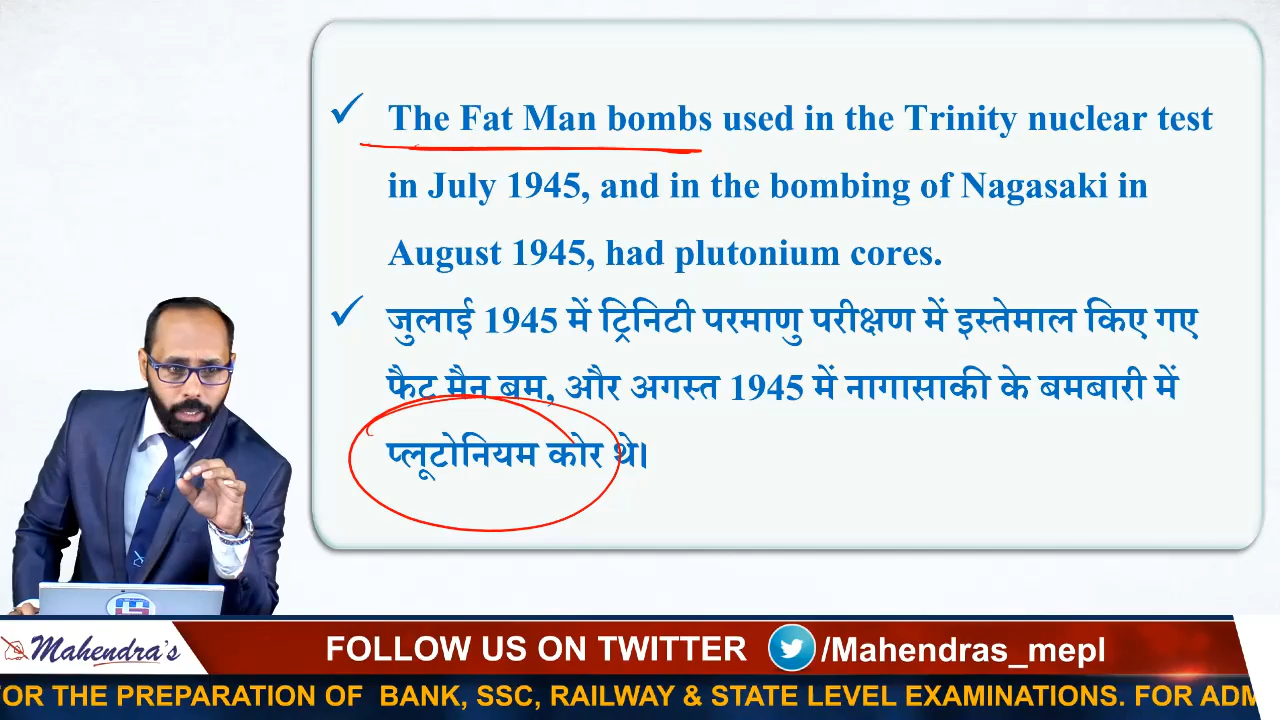 The Fat Man bombs used in the Trinity nuclear test
in July 1945, and in the bombing of Nagasaki in
August 1945, had plutonium cores.
जुलाई 1945 में ट्रिनिटी परमाणु परीक्षण में इस्तेमाल किए गए
फैट मैन बम, और अगस्त 1945 में नागासाकी के बमबारी में
प्लूटोनियम कोर थे।
Mahendra's
FOLLOW US ON TWITTER /Mahendras_mepl
FOR THE PREPARATION OF BANK, SSC, RAILWAY & STATE LEVEL EXAMINATIONS. FOR ADM